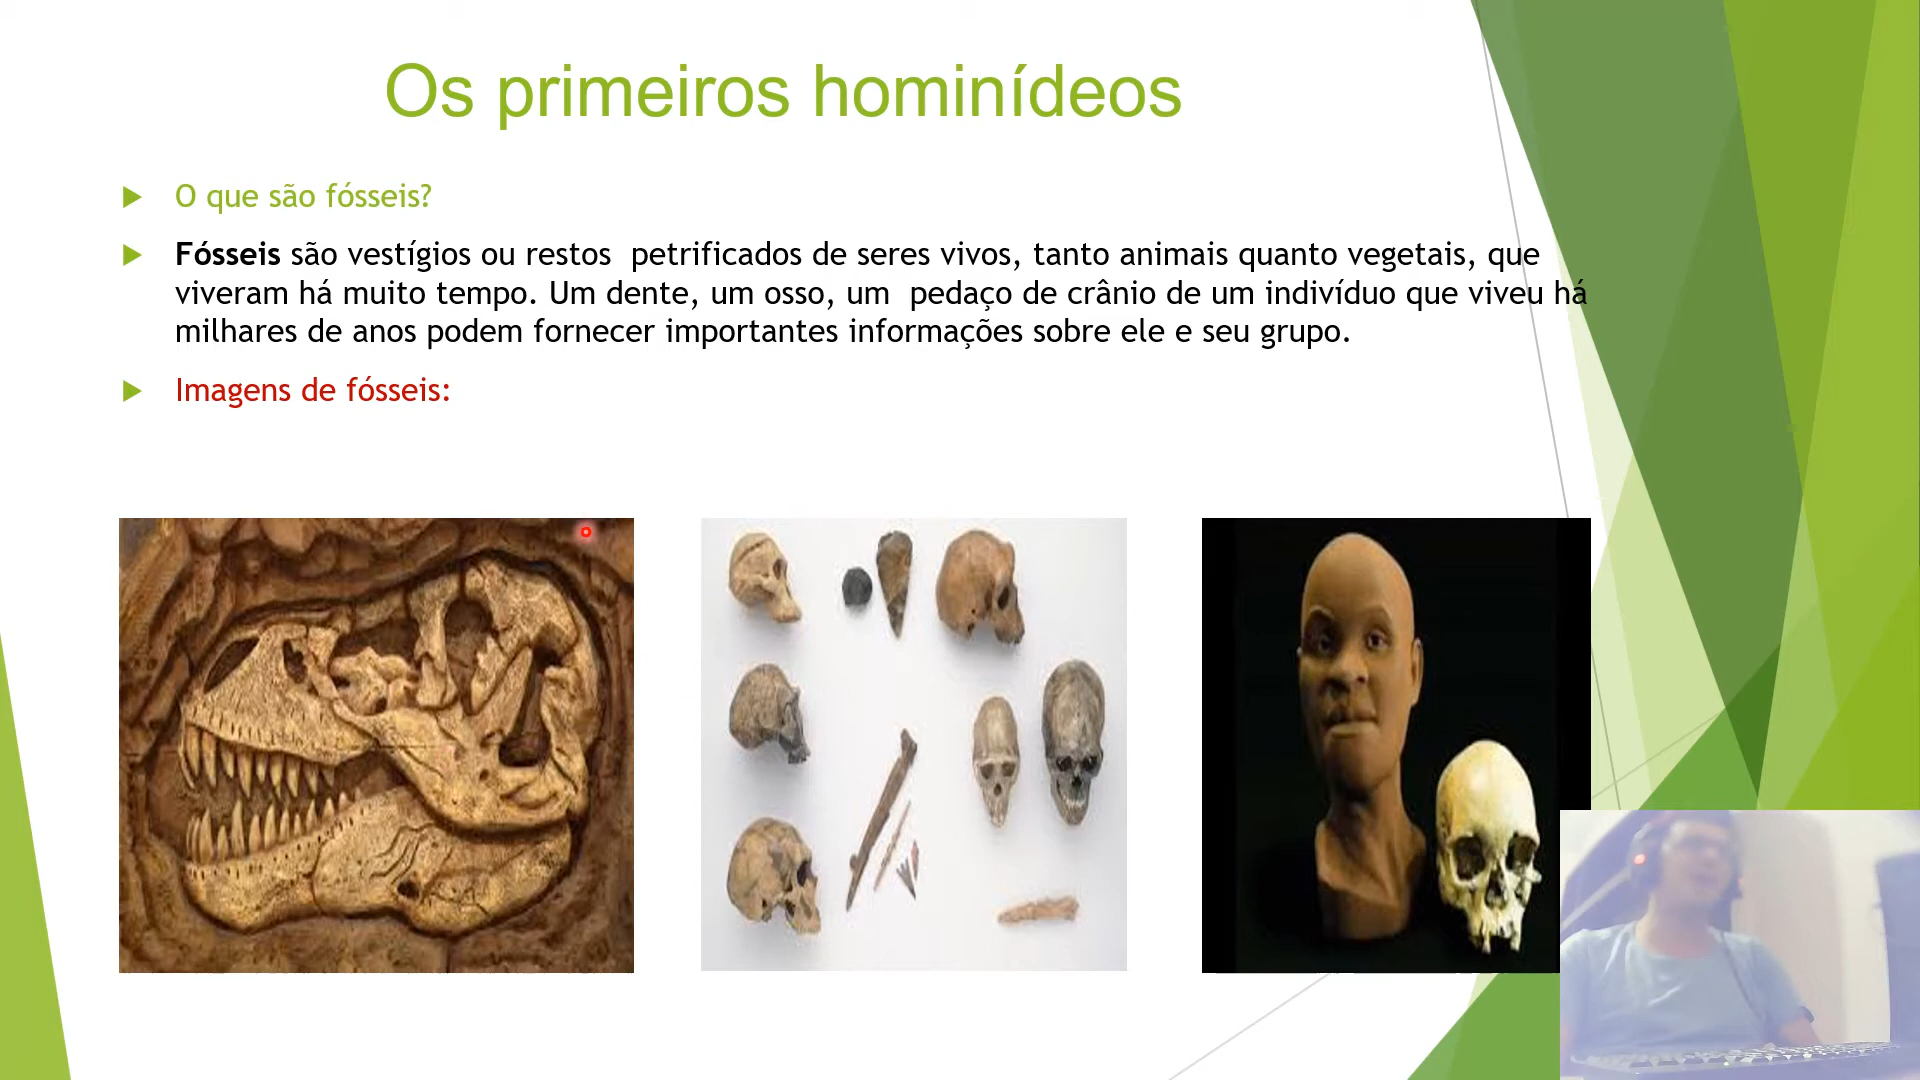 Os primeiros hominídeos
O que são fósseis?
Fósseis são vestígios ou restos petrificados de seres vivos, tanto animais quanto vegetais, que
viveram há muito tempo. Um dente, um osso, um pedaço de crânio de um indivíduo que viveu há
milhares de anos podem fornecer importantes informações sobre ele e seu grupo.
Imagens de fósseis: